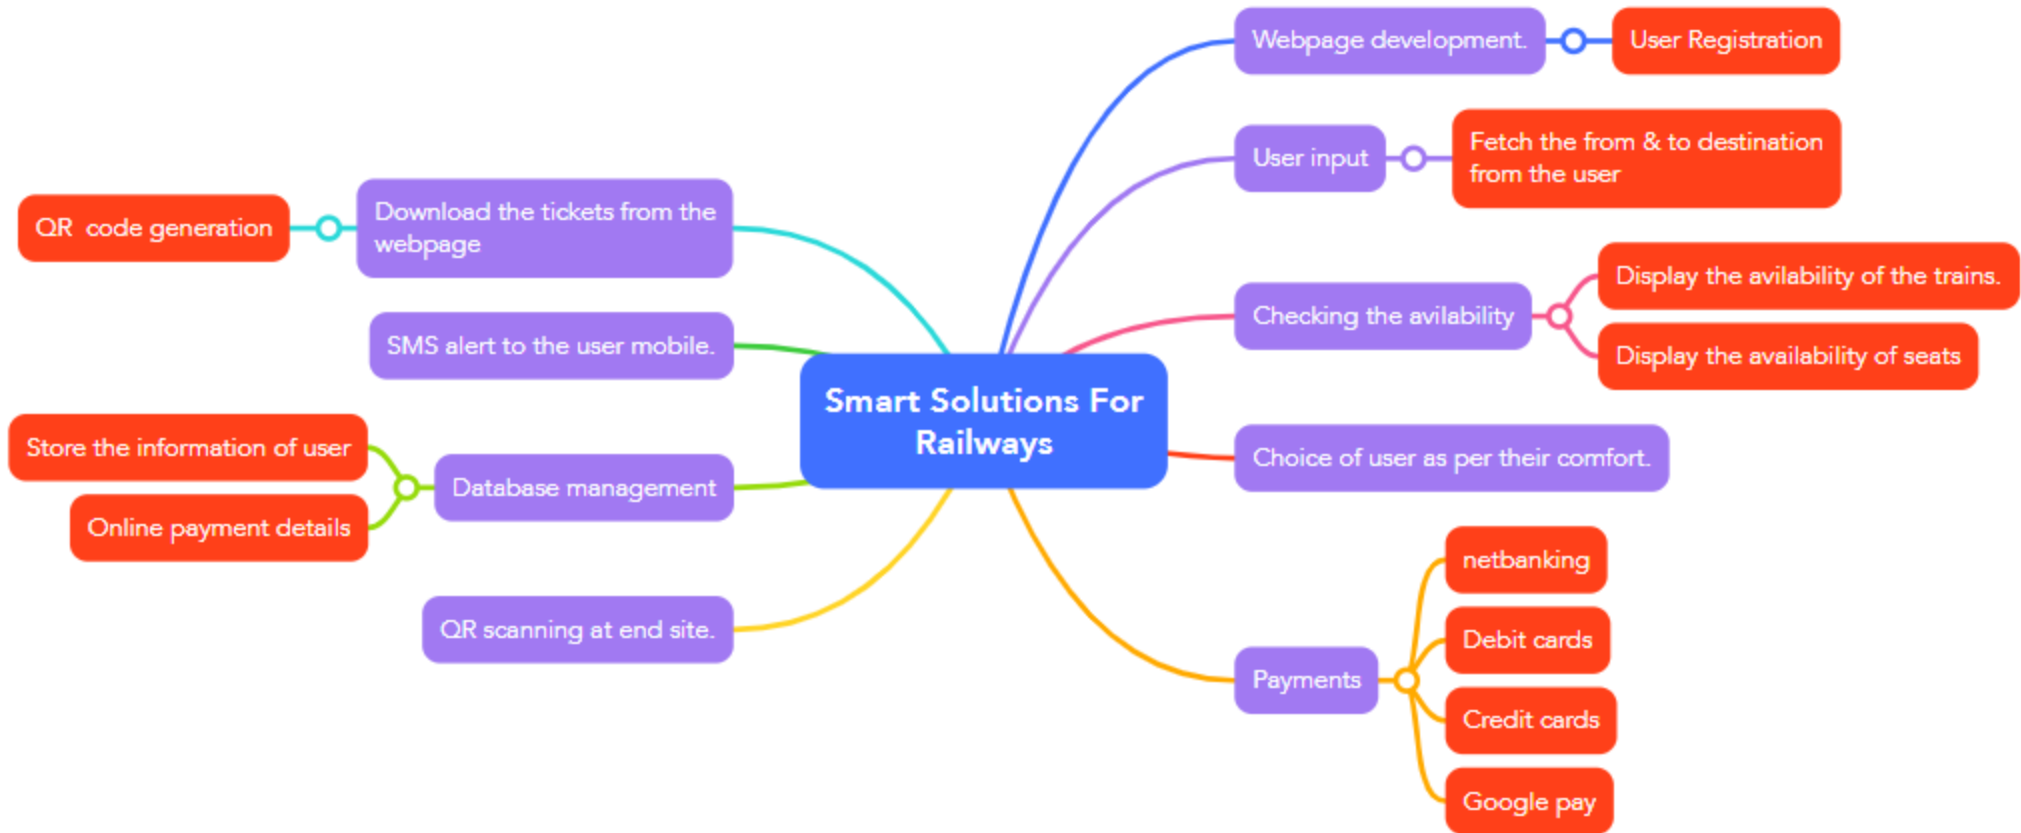 Smart Solutions For
Railways
Webpage development.
User Registration
User input
Fetch the from & to destination
from the user
Checking the avilability
Display the avilability of the trains.
Display the availability of seats
Choice of user as per their comfort.
Payments
netbanking
Debit cards
Credit cards
Google pay
Download the tickets from the
webpage
QR  code generation
SMS alert to the user mobile.
Database management
Store the information of user
Online payment details
QR scanning at end site.